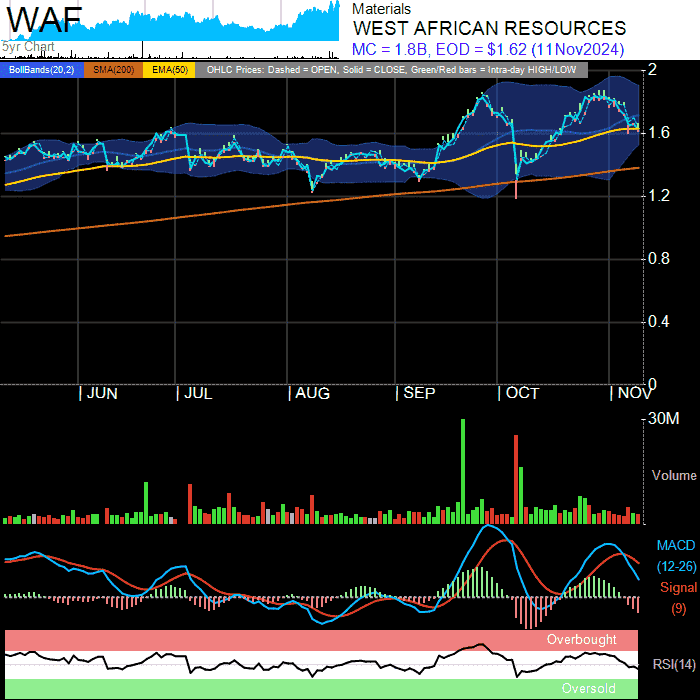 WAF
5yr Chart
Materials
WEST AFRICAN RESOURCES
MC = 1.8B, EOD = $1.62 (11Nov2024)
BollBands(20,2) SMA(200) EMA(50) OHLC Prices: Dashed = OPEN, Solid = CLOSE, Green/Red bars = Intra-day HIGH/LOW
2
1.6
1.2
0.8
0.4
0
JUN JUL AUG SEP OCT NOV
30M
Volume
MACD
(12-26)
Signal
(9)
Overbought
RSI(14)
Oversold